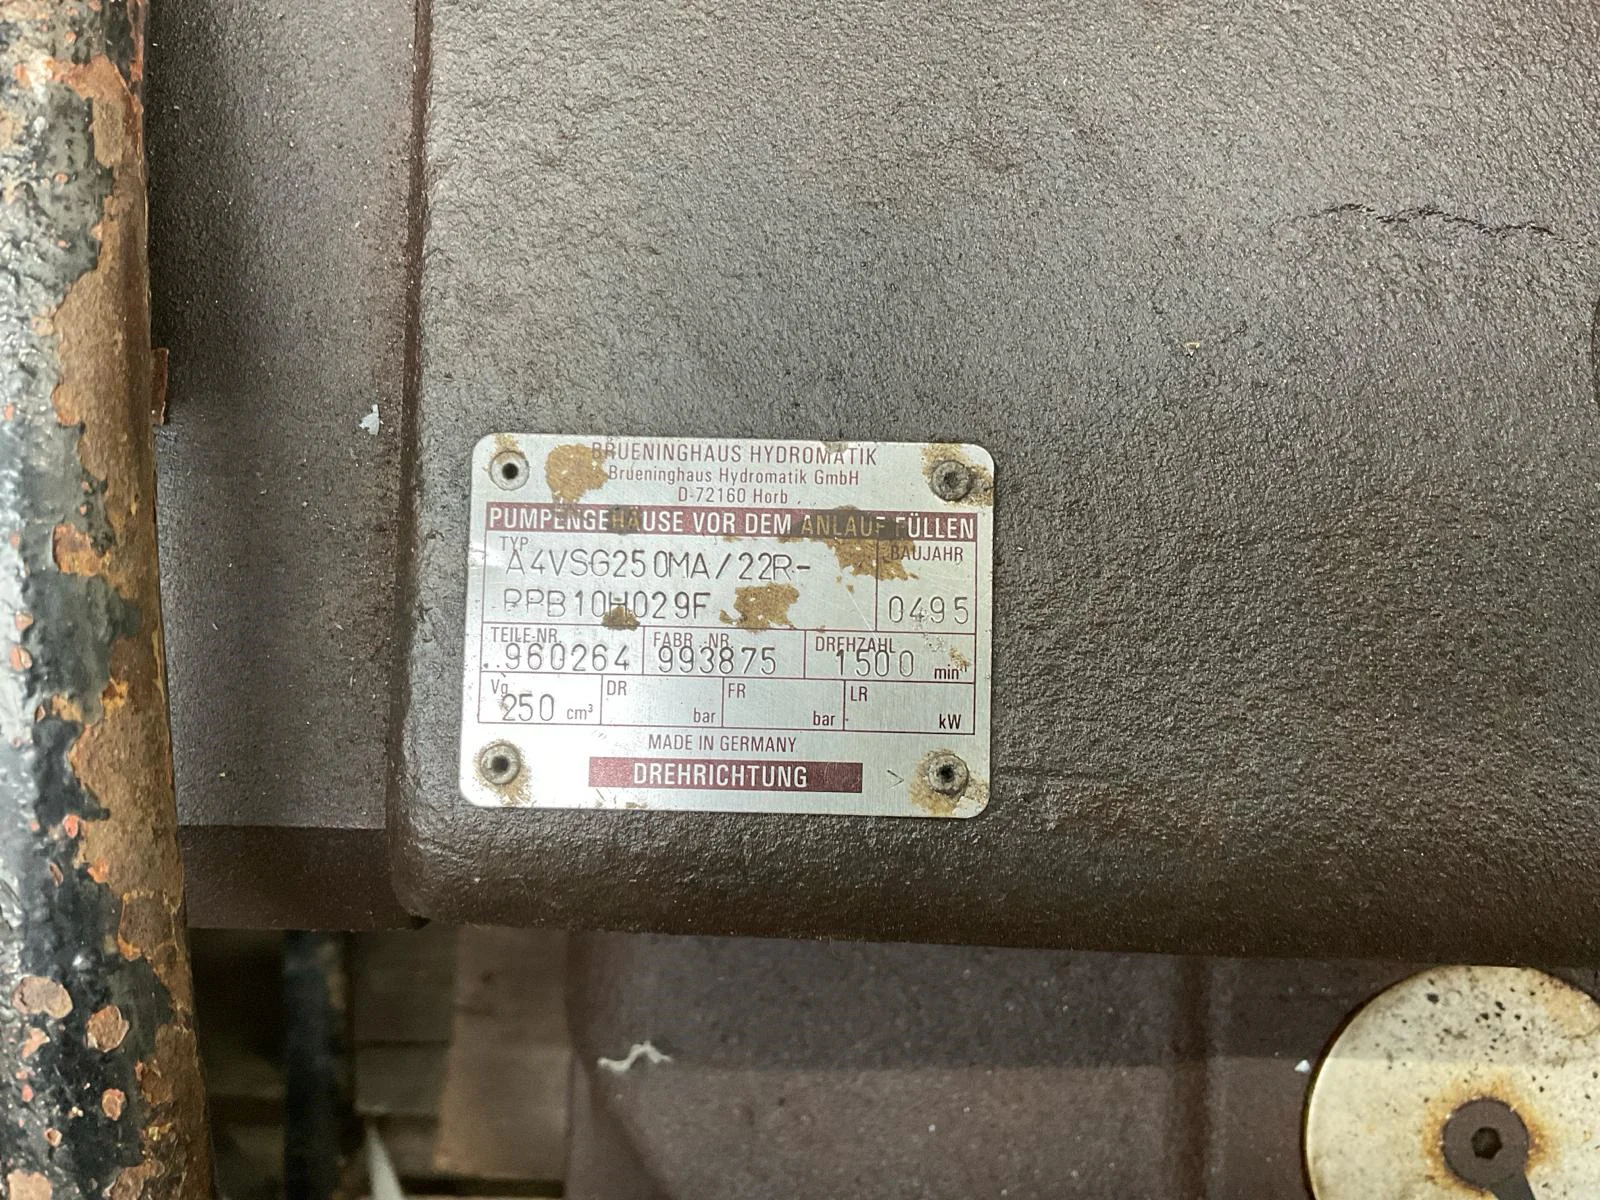 BRUENINGHAUS HYDROMATIK
Brueninghaus Hydromatik GmbH
D-72160 Horb
PUMPENGEHÄUSE VOR DEM ANLAUF FÜLLEN
TYP BAUJAHR
A4VSG250MA/22R-
PPB10H029F 0495
TEILE-NR. FABR.-NR. DREHZAHL
960264 993875 1500 min⁻¹
Vg DR FR LR
250 cm³ bar bar kW
MADE IN GERMANY
DREHRICHTUNG >